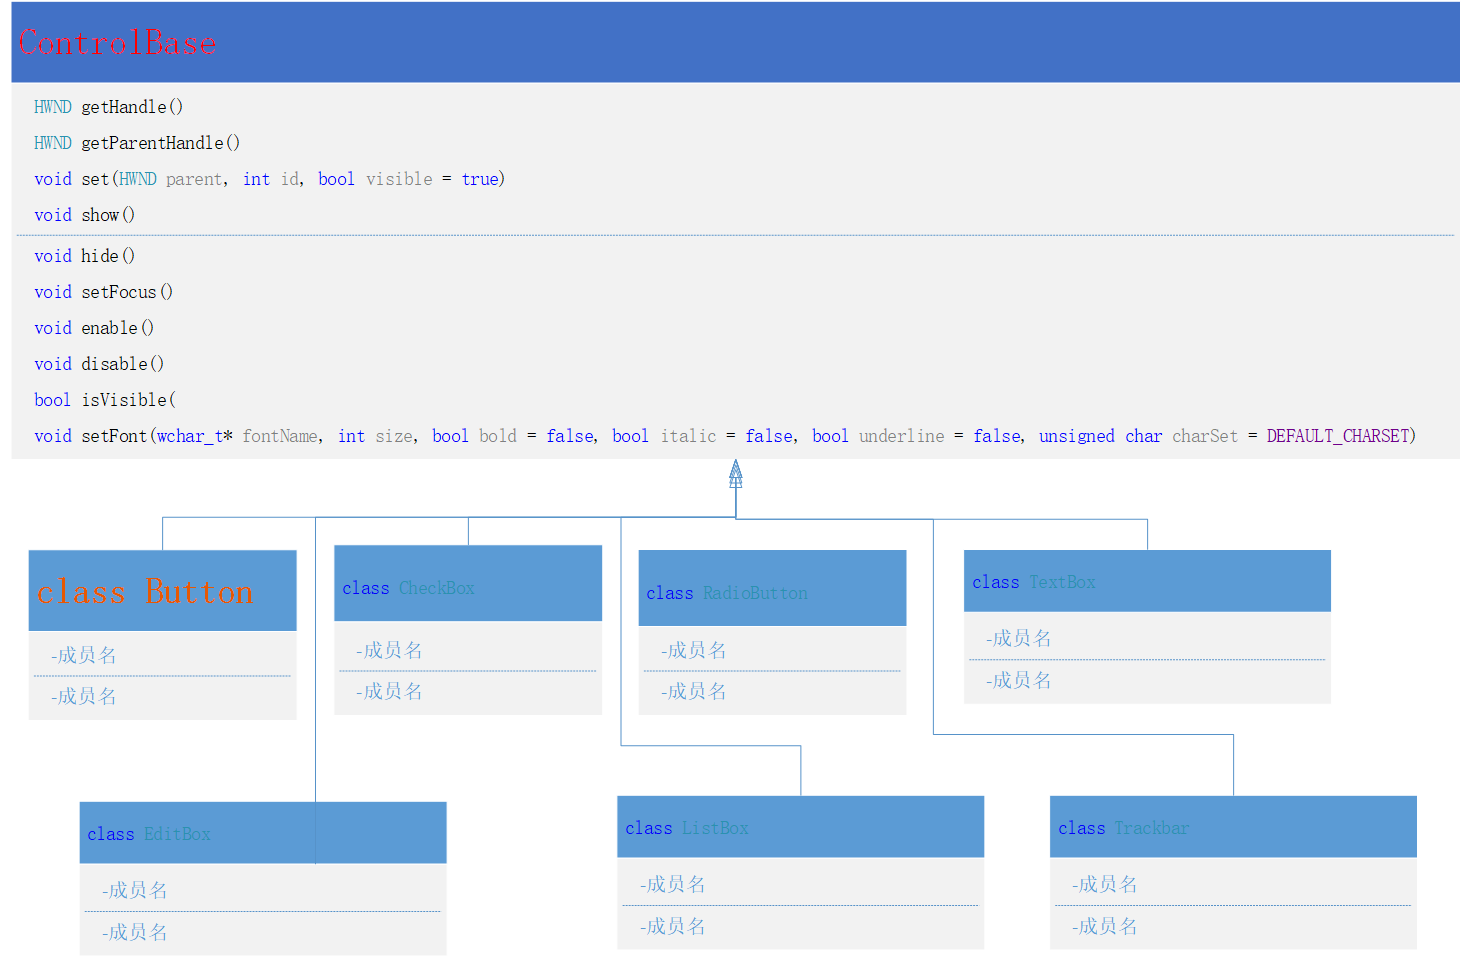 ControlBase
HWND getHandle()
HWND getParentHandle()
void set(HWND parent, int id, bool visible = true)
void show()
void hide()
void setFocus()
void enable()
void disable()
bool isVisible(
void setFont(wchar_t* fontName, int size, bool bold = false, bool italic = false, bool underline = false, unsigned char charSet = DEFAULT_CHARSET)
class Button
-成员名
-成员名
class CheckBox
-成员名
-成员名
class RadioButton
-成员名
-成员名
class TextBox
-成员名
-成员名
class EditBox
-成员名
-成员名
class ListBox
-成员名
-成员名
class Trackbar
-成员名
-成员名